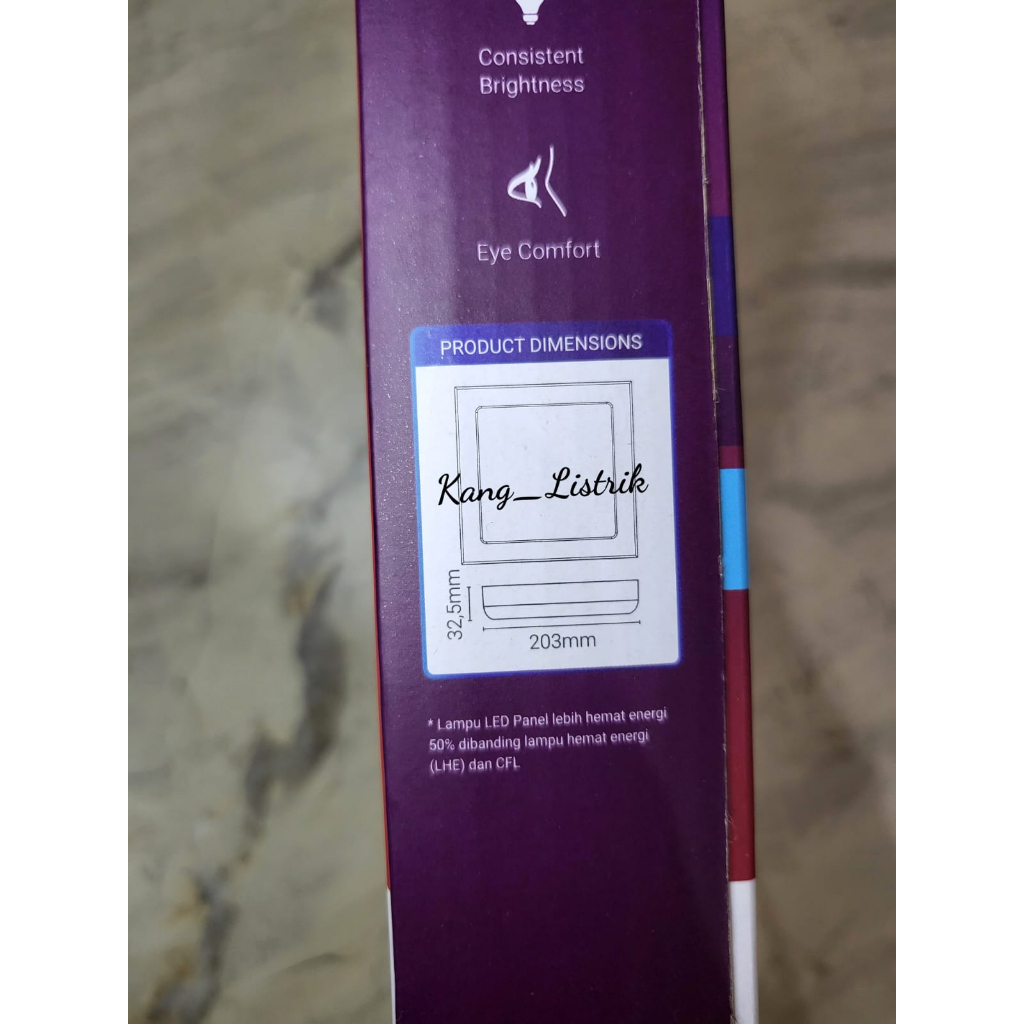 Consistent
Brightness
Eye Comfort
PRODUCT DIMENSIONS
Kang_Listrik
32,5mm
203mm
* Lampu LED Panel lebih hemat energi
50% dibanding lampu hemat energi
(LHE) dan CFL